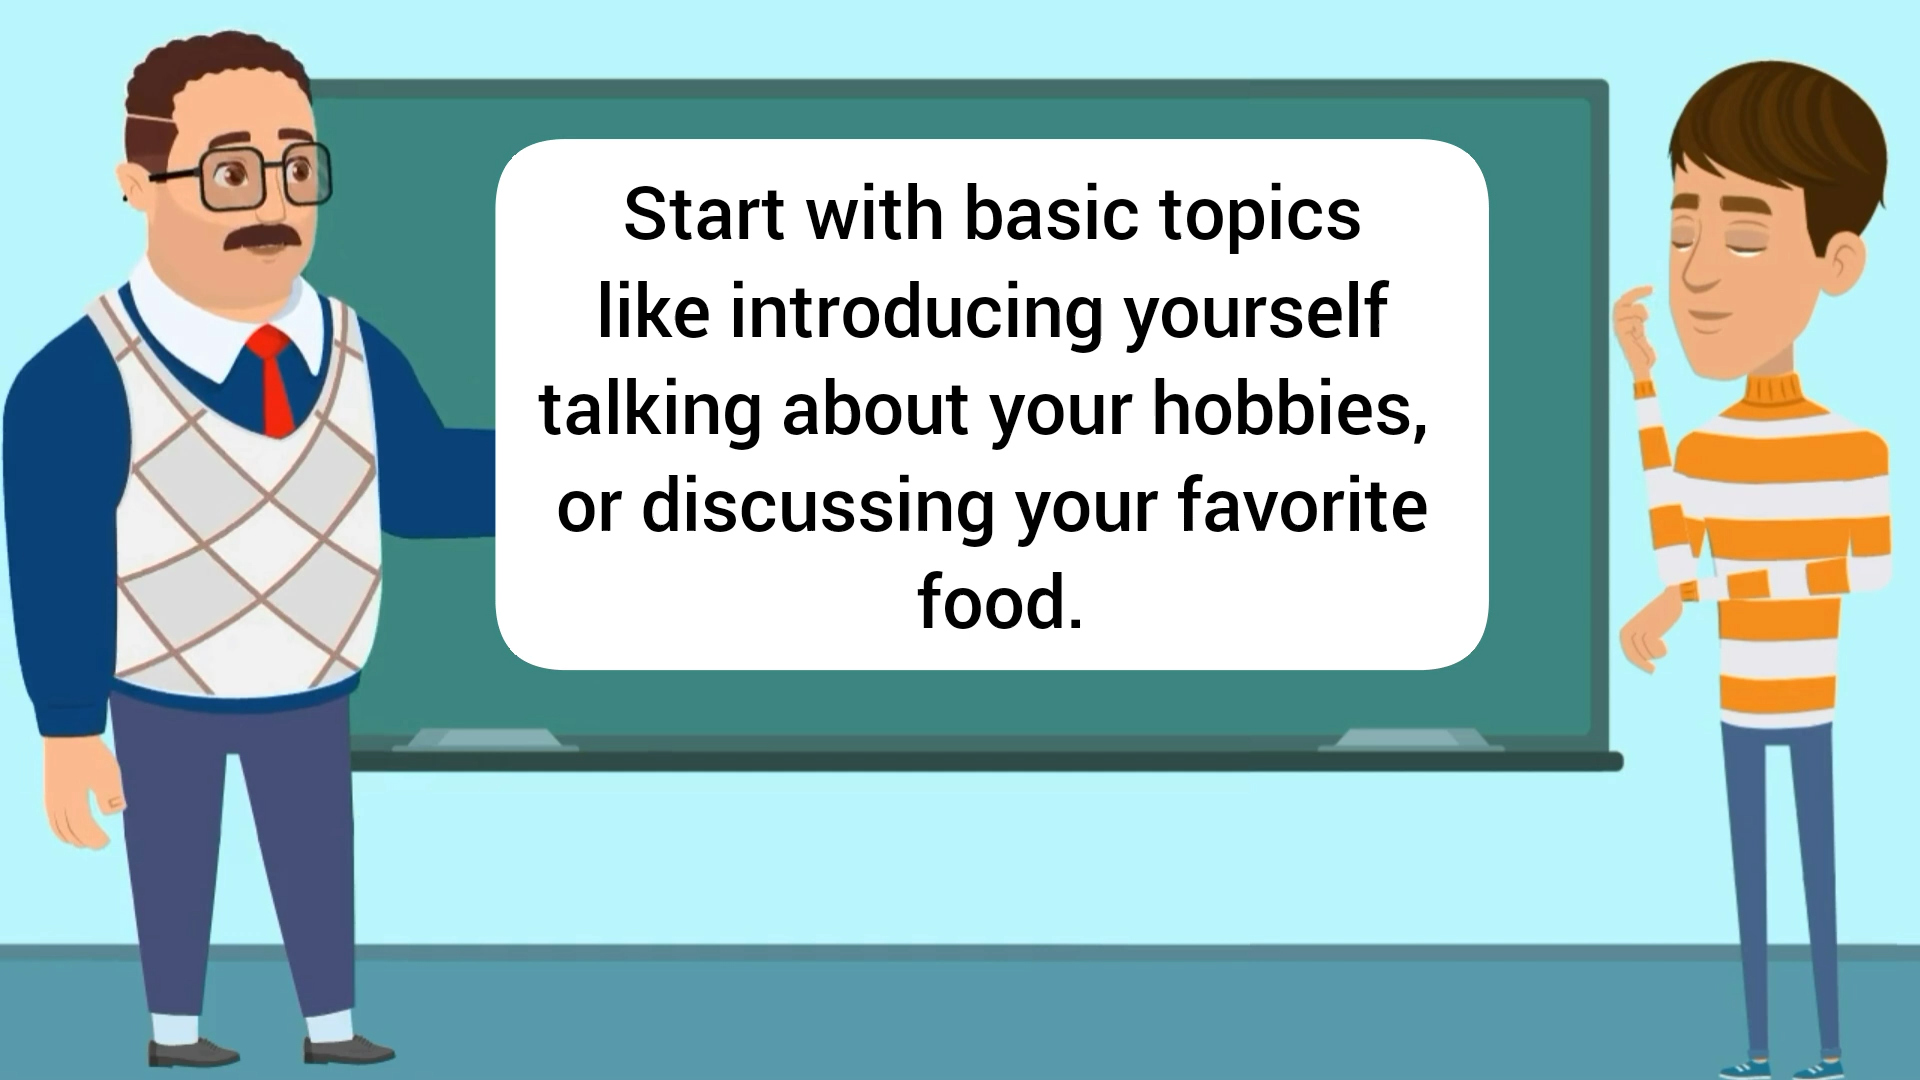 Start with basic topics
like introducing yourself
talking about your hobbies,
or discussing your favorite
food.